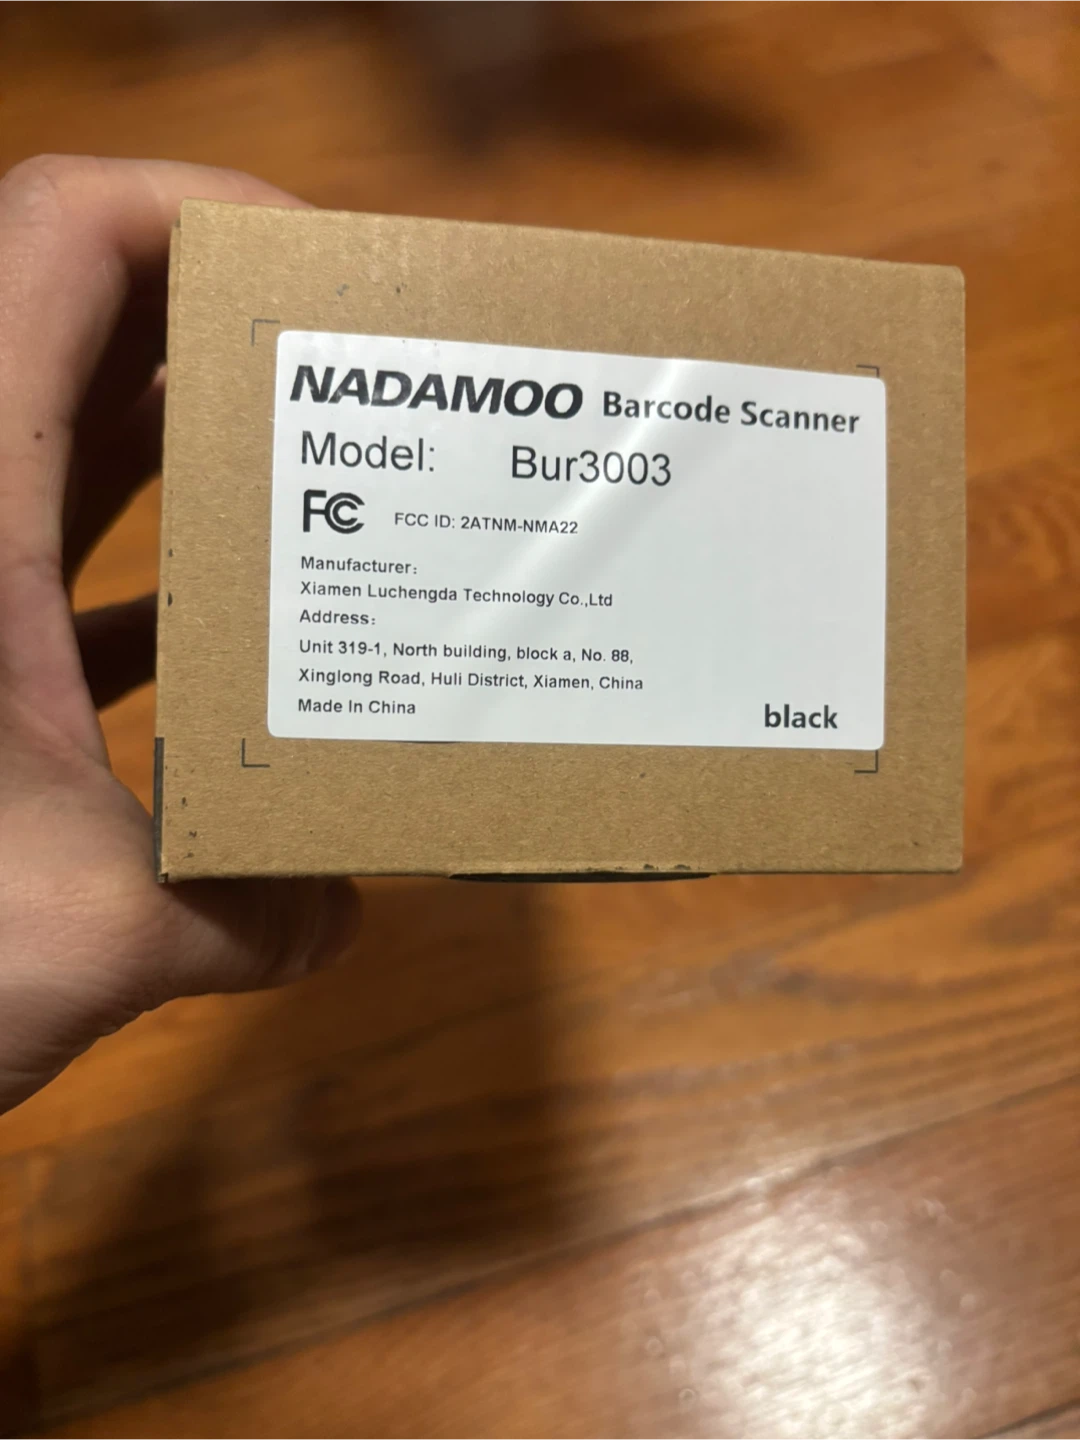 NADAMOO Barcode Scanner
Model: Bur3003
FC FCC ID: 2ATNM-NMA22
Manufacturer:
Xiamen Luchengda Technology Co.,Ltd
Address:
Unit 319-1, North building, block a, No. 88,
Xinglong Road, Huli District, Xiamen, China
Made In China
black